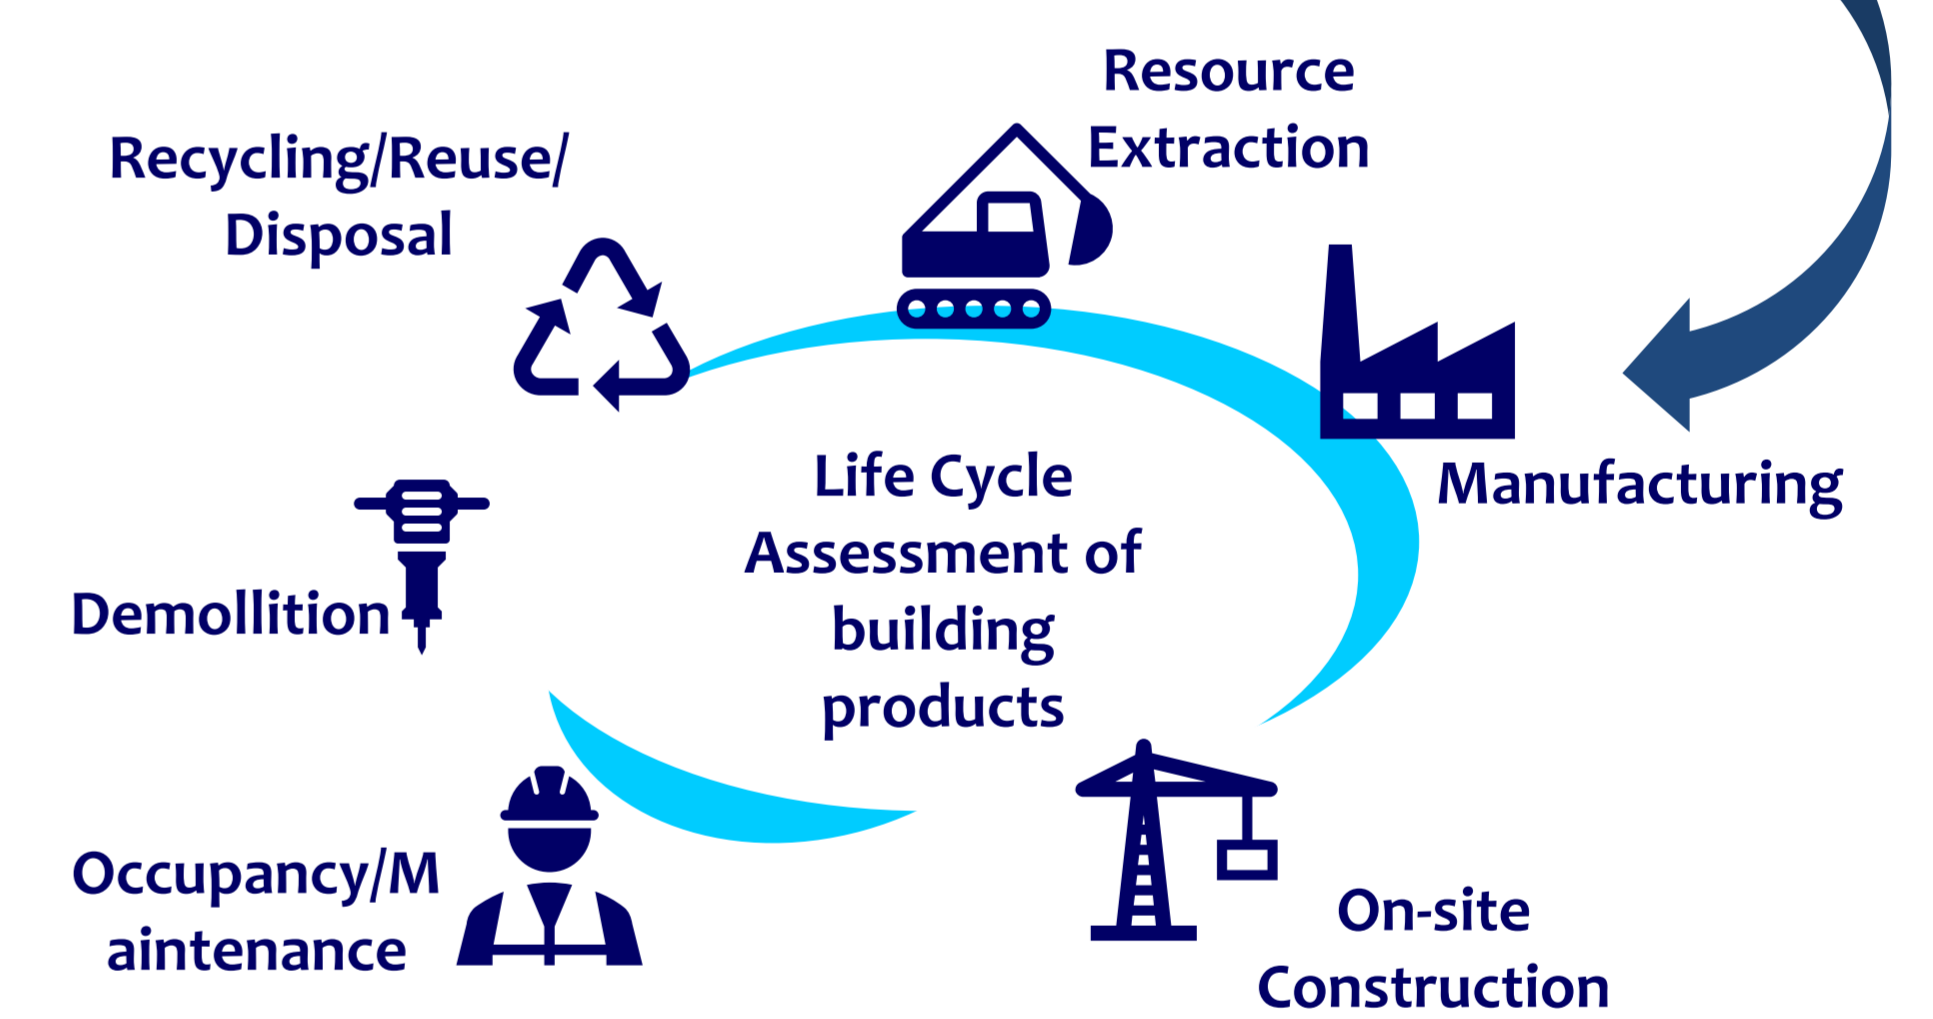 Resource
Extraction
Recycling/Reuse/
Disposal
Manufacturing
Life Cycle
Assessment of
building
products
Demollition
Occupancy/M
aintenance
On-site
Construction